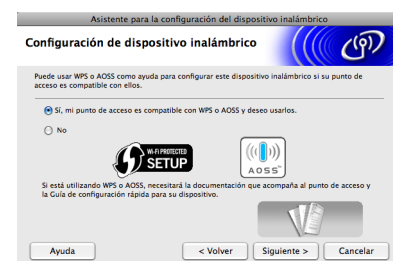 Asistente para la configuración del dispositivo inalámbrico
Configuración de dispositivo inalámbrico
Puede usar WPS o AOSS como ayuda para configurar este dispositivo inalámbrico si su punto de
acceso es compatible con ellos.
Sí, mi punto de acceso es compatible con WPS o AOSS y deseo usarlos.
No
Wi-Fi PROTECTED
SETUP
AOSS™
Si está utilizando WPS o AOSS, necesitará la documentación que acompaña al punto de acceso y
la Guía de configuración rápida para su dispositivo.
Ayuda
< Volver
Siguiente >
Cancelar